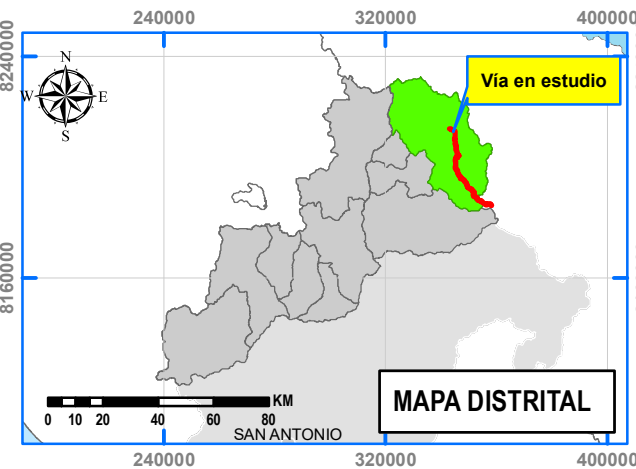 240000 320000 400000
8240000
N
W E
S
Vía en estudio
8160000
KM
0 10 20 40 60 80
SAN ANTONIO
MAPA DISTRITAL
240000 320000 400000